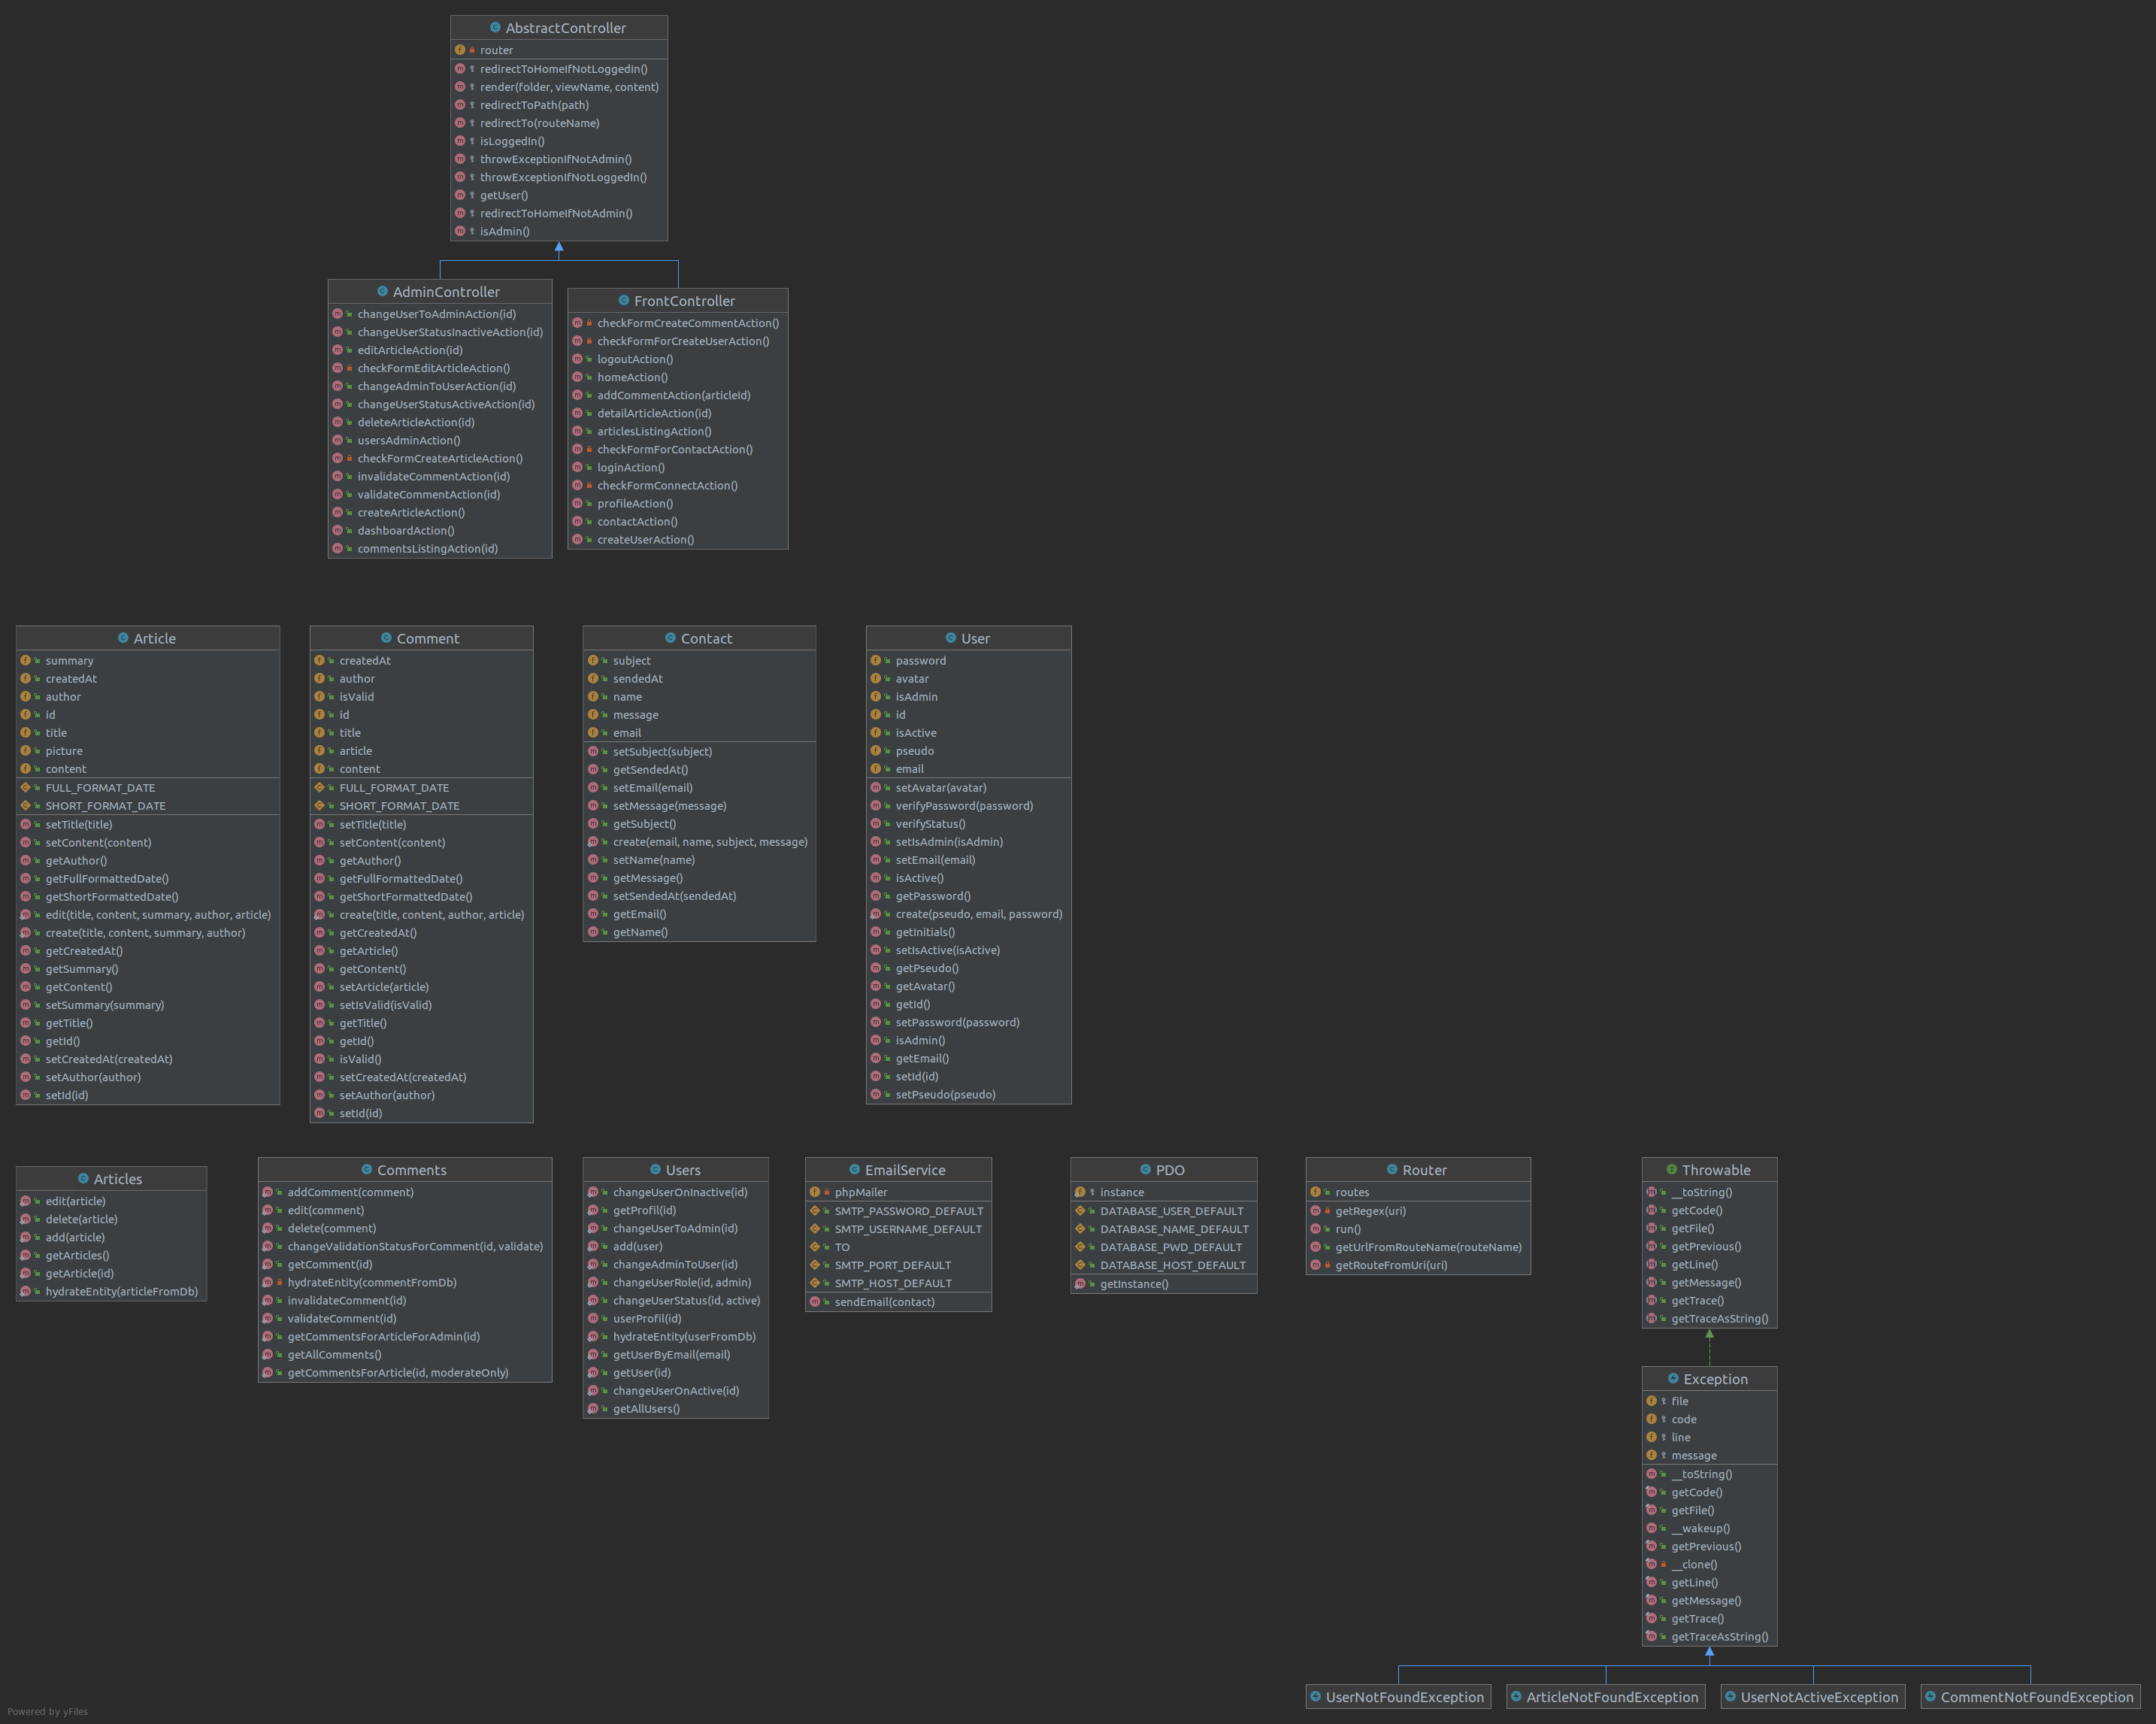 AbstractController
router
redirectToHomeIfNotLoggedIn()
render(folder, viewName, content)
redirectToPath(path)
redirectTo(routeName)
isLoggedIn()
throwExceptionIfNotAdmin()
throwExceptionIfNotLoggedIn()
getUser()
redirectToHomeIfNotAdmin()
isAdmin()
AdminController
changeUserToAdminAction(id)
changeUserStatusInactiveAction(id)
editArticleAction(id)
checkFormEditArticleAction()
changeAdminToUserAction(id)
changeUserStatusActiveAction(id)
deleteArticleAction(id)
usersAdminAction()
checkFormCreateArticleAction()
invalidateCommentAction(id)
validateCommentAction(id)
createArticleAction()
dashboardAction()
commentsListingAction(id)
FrontController
checkFormCreateCommentAction()
checkFormForCreateUserAction()
logoutAction()
homeAction()
addCommentAction(articleId)
detailArticleAction(id)
articlesListingAction()
checkFormForContactAction()
loginAction()
checkFormConnectAction()
profileAction()
contactAction()
createUserAction()
Article
summary
createdAt
author
id
title
picture
content
FULL_FORMAT_DATE
SHORT_FORMAT_DATE
setTitle(title)
setContent(content)
getAuthor()
getFullFormattedDate()
getShortFormattedDate()
edit(title, content, summary, author, article)
create(title, content, summary, author)
getCreatedAt()
getSummary()
getContent()
setSummary(summary)
getTitle()
getId()
setCreatedAt(createdAt)
setAuthor(author)
setId(id)
Comment
createdAt
author
isValid
id
title
article
content
FULL_FORMAT_DATE
SHORT_FORMAT_DATE
setTitle(title)
setContent(content)
getAuthor()
getFullFormattedDate()
getShortFormattedDate()
create(title, content, author, article)
getCreatedAt()
getArticle()
getContent()
setArticle(article)
setIsValid(isValid)
getTitle()
getId()
isValid()
setCreatedAt(createdAt)
setAuthor(author)
setId(id)
Contact
subject
sendedAt
name
message
email
setSubject(subject)
getSendedAt()
setEmail(email)
setMessage(message)
getSubject()
create(email, name, subject, message)
setName(name)
getMessage()
setSendedAt(sendedAt)
getEmail()
getName()
User
password
avatar
isAdmin
id
isActive
pseudo
email
setAvatar(avatar)
verifyPassword(password)
verifyStatus()
setIsAdmin(isAdmin)
setEmail(email)
isActive()
getPassword()
create(pseudo, email, password)
getInitials()
setIsActive(isActive)
getPseudo()
getAvatar()
getId()
setPassword(password)
isAdmin()
getEmail()
setId(id)
setPseudo(pseudo)
Articles
edit(article)
delete(article)
add(article)
getArticles()
getArticle(id)
hydrateEntity(articleFromDb)
Comments
addComment(comment)
edit(comment)
delete(comment)
changeValidationStatusForComment(id, validate)
getComment(id)
hydrateEntity(commentFromDb)
invalidateComment(id)
validateComment(id)
getCommentsForArticleForAdmin(id)
getAllComments()
getCommentsForArticle(id, moderateOnly)
Users
changeUserOnInactive(id)
getProfil(id)
changeUserToAdmin(id)
add(user)
changeAdminToUser(id)
changeUserRole(id, admin)
changeUserStatus(id, active)
userProfil(id)
hydrateEntity(userFromDb)
getUserByEmail(email)
getUser(id)
changeUserOnActive(id)
getAllUsers()
EmailService
phpMailer
SMTP_PASSWORD_DEFAULT
SMTP_USERNAME_DEFAULT
TO
SMTP_PORT_DEFAULT
SMTP_HOST_DEFAULT
sendEmail(contact)
PDO
instance
DATABASE_USER_DEFAULT
DATABASE_NAME_DEFAULT
DATABASE_PWD_DEFAULT
DATABASE_HOST_DEFAULT
getInstance()
Router
routes
getRegex(uri)
run()
getUrlFromRouteName(routeName)
getRouteFromUri(uri)
Throwable
__toString()
getCode()
getFile()
getPrevious()
getLine()
getMessage()
getTrace()
getTraceAsString()
Exception
file
code
line
message
__toString()
getCode()
getFile()
__wakeup()
getPrevious()
__clone()
getLine()
getMessage()
getTrace()
getTraceAsString()
UserNotFoundException
ArticleNotFoundException
UserNotActiveException
CommentNotFoundException
Powered by yFiles